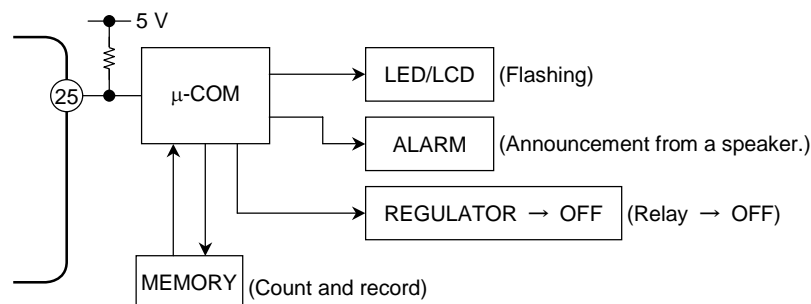 5 V
25
μ-COM
LED/LCD (Flashing)
ALARM (Announcement from a speaker.)
REGULATOR → OFF (Relay → OFF)
MEMORY (Count and record)